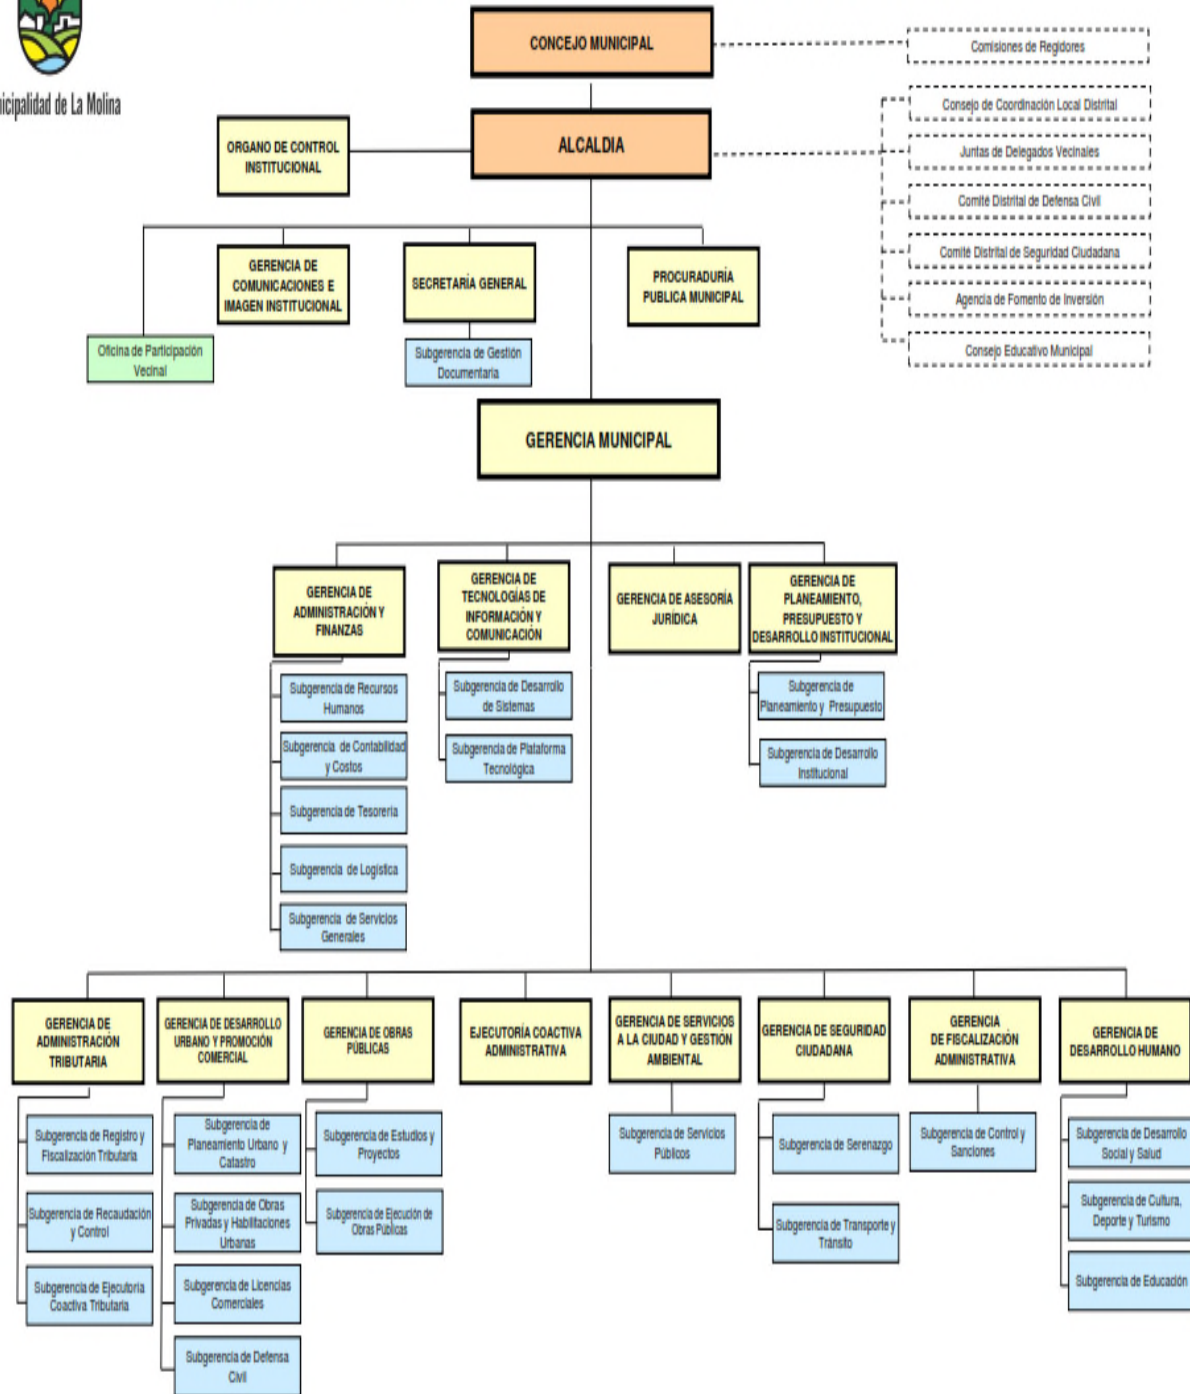 CONCEJO MUNICIPAL
Comisiones de Regidores
Municipalidad de La Molina
ORGANO DE CONTROL
INSTITUCIONAL
ALCALDIA
Consejo de Coordinación Local Distrital
Juntas de Delegados Vecinales
Comité Distrital de Defensa Civil
Comité Distrital de Seguridad Ciudadana
Agencia de Fomento de Inversión
Consejo Educativo Municipal
GERENCIA DE
COMUNICACIONES E
IMAGEN INSTITUCIONAL
SECRETARÍA GENERAL
PROCURADURÍA
PUBLICA MUNICIPAL
Oficina de Participación
Vecinal
Subgerencia de Gestión
Documentaria
GERENCIA MUNICIPAL
GERENCIA DE
ADMINISTRACIÓN Y
FINANZAS
GERENCIA DE
TECNOLOGÍAS DE
INFORMACIÓN Y
COMUNICACIÓN
GERENCIA DE ASESORÍA
JURÍDICA
GERENCIA DE
PLANEAMIENTO,
PRESUPUESTO Y
DESARROLLO INSTITUCIONAL
Subgerencia de Recursos
Humanos
Subgerencia de Contabilidad
y Costos
Subgerencia de Tesorería
Subgerencia de Logística
Subgerencia de Servicios
Generales
Subgerencia de Desarrollo
de Sistemas
Subgerencia de Plataforma
Tecnológica
Subgerencia de
Planeamiento y Presupuesto
Subgerencia de Desarrollo
Institucional
GERENCIA DE
ADMINISTRACIÓN
TRIBUTARIA
GERENCIA DE DESARROLLO
URBANO Y PROMOCIÓN
COMERCIAL
GERENCIA DE OBRAS
PÚBLICAS
EJECUTORÍA COACTIVA
ADMINISTRATIVA
GERENCIA DE SERVICIOS
A LA CIUDAD Y GESTIÓN
AMBIENTAL
GERENCIA DE SEGURIDAD
CIUDADANA
GERENCIA
DE FISCALIZACIÓN
ADMINISTRATIVA
GERENCIA DE
DESARROLLO HUMANO
Subgerencia de Registro y
Fiscalización Tributaria
Subgerencia de Recaudación
y Control
Subgerencia de Ejecutoría
Coactiva Tributaria
Subgerencia de
Planeamiento Urbano y
Catastro
Subgerencia de Obras
Privadas y Habilitaciones
Urbanas
Subgerencia de Licencias
Comerciales
Subgerencia de Defensa
Civil
Subgerencia de Estudios y
Proyectos
Subgerencia de Ejecución de
Obras Públicas
Subgerencia de Servicios
Públicos
Subgerencia de Serenazgo
Subgerencia de Transporte y
Tránsito
Subgerencia de Control y
Sanciones
Subgerencia de Desarrollo
Social y Salud
Subgerencia de Cultura,
Deporte y Turismo
Subgerencia de Educación